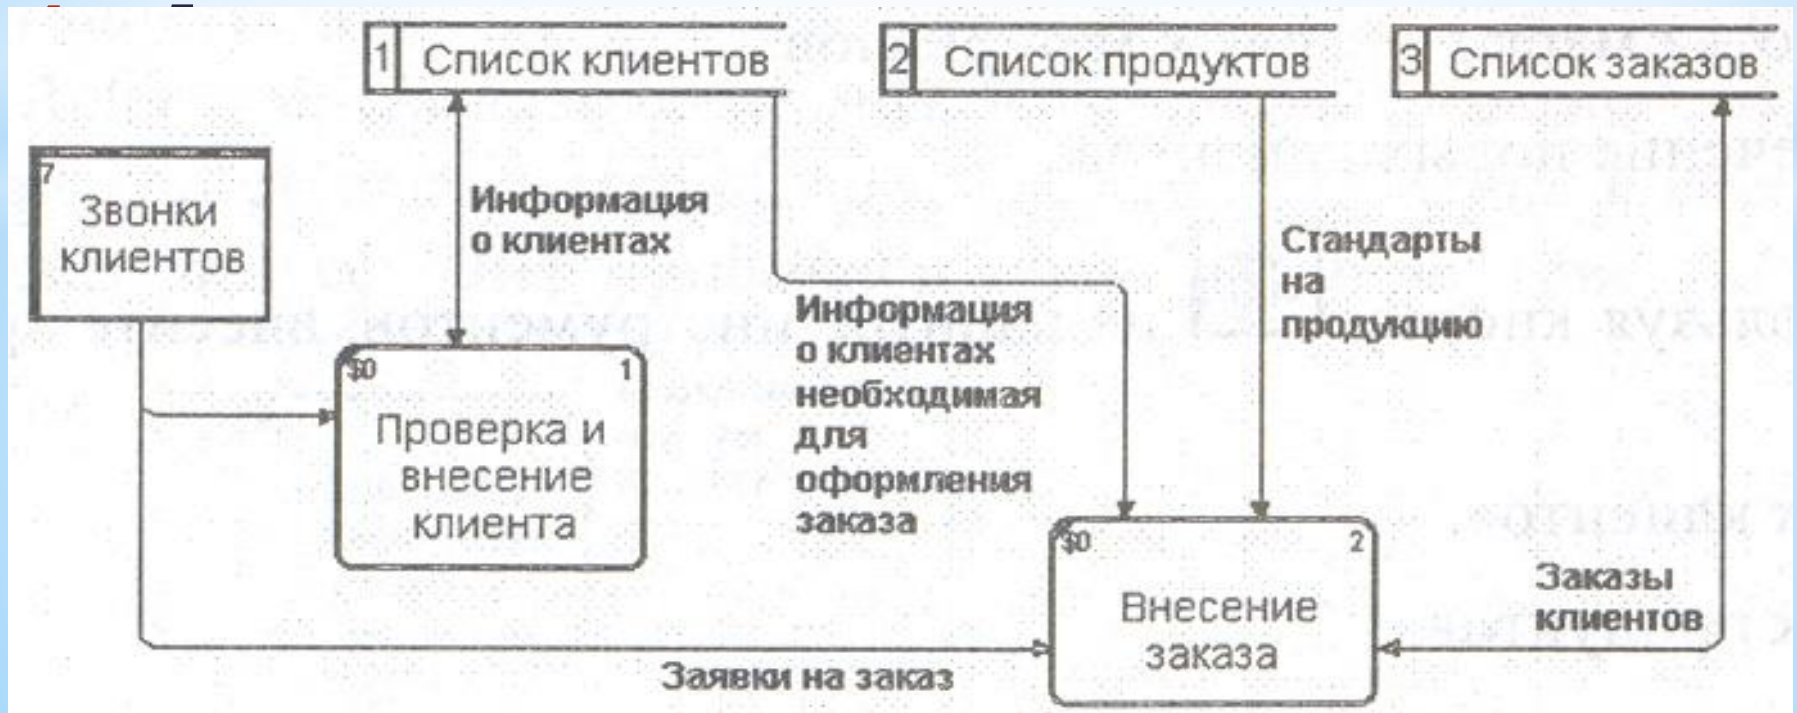 1 Список клиентов
2 Список продуктов
3 Список заказов
7
Звонки
клиентов
Информация
о клиентах
Стандарты
на
продукцию
Информация
о клиентах
необходимая
для
оформления
заказа
$0 1
Проверка и
внесение
клиента
$0 2
Внесение
заказа
Заказы
клиентов
Заявки на заказ